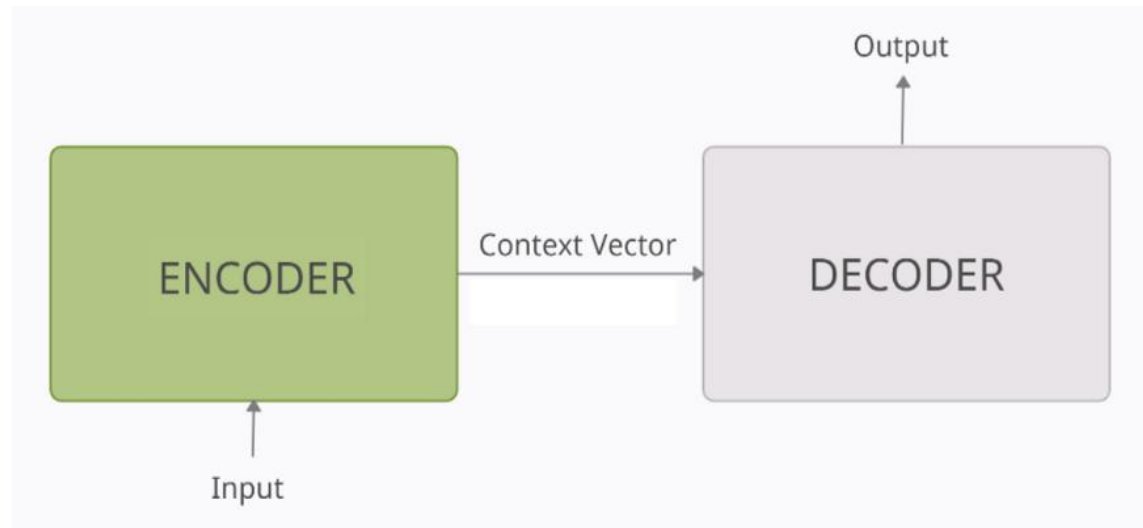 Output
Context Vector
ENCODER
DECODER
Input